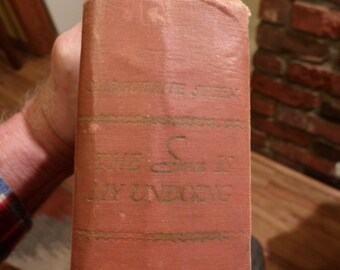 MARGUERITE STEEN
THE Sun IS
MY UNDOING